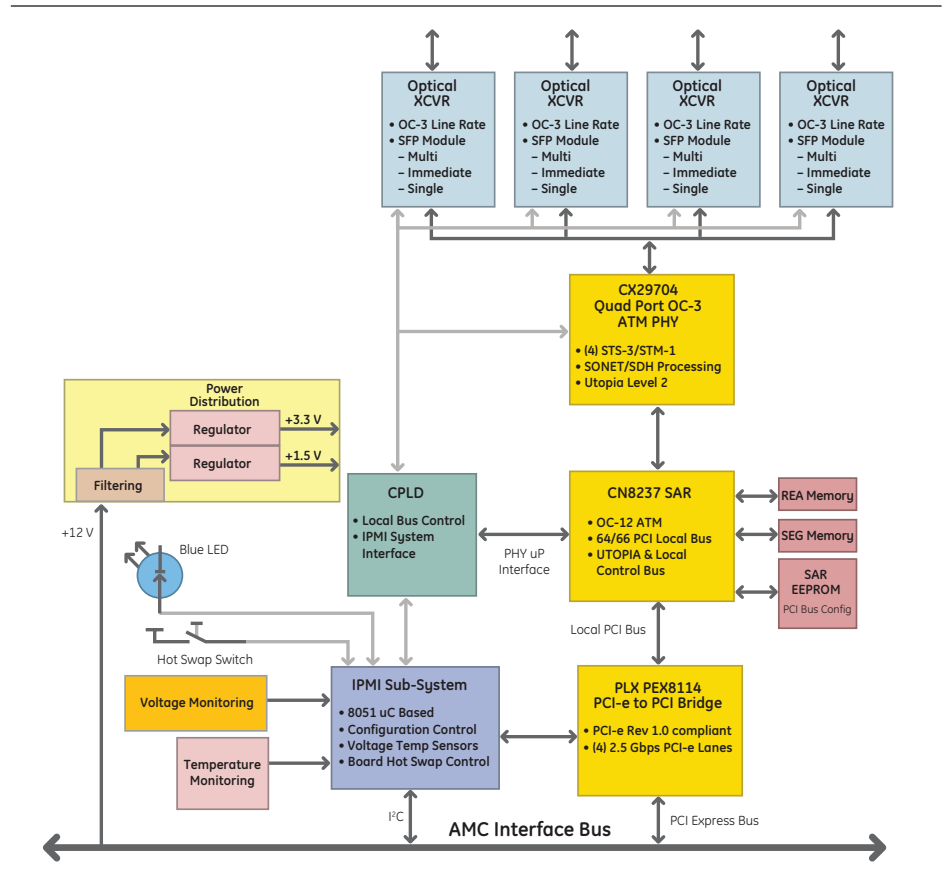 Optical
XCVR
• OC-3 Line Rate
• SFP Module
– Multi
– Immediate
– Single
Optical
XCVR
• OC-3 Line Rate
• SFP Module
– Multi
– Immediate
– Single
Optical
XCVR
• OC-3 Line Rate
• SFP Module
– Multi
– Immediate
– Single
Optical
XCVR
• OC-3 Line Rate
• SFP Module
– Multi
– Immediate
– Single
CX29704
Quad Port OC-3
ATM PHY
• (4) STS-3/STM-1
• SONET/SDH Processing
• Utopia Level 2
Power
Distribution
Regulator
+3.3 V
Regulator
+1.5 V
Filtering
+12 V
CPLD
• Local Bus Control
• IPMI System
Interface
PHY uP
Interface
CN8237 SAR
• OC-12 ATM
• 64/66 PCI Local Bus
• UTOPIA & Local
Control Bus
REA Memory
SEG Memory
SAR
EEPROM
PCI Bus Config
Blue LED
Hot Swap Switch
Local PCI Bus
Voltage Monitoring
Temperature
Monitoring
IPMI Sub-System
• 8051 uC Based
• Configuration Control
• Voltage Temp Sensors
• Board Hot Swap Control
PLX PEX8114
PCI-e to PCI Bridge
• PCI-e Rev 1.0 compliant
• (4) 2.5 Gbps PCI-e Lanes
I²C
PCI Express Bus
AMC Interface Bus